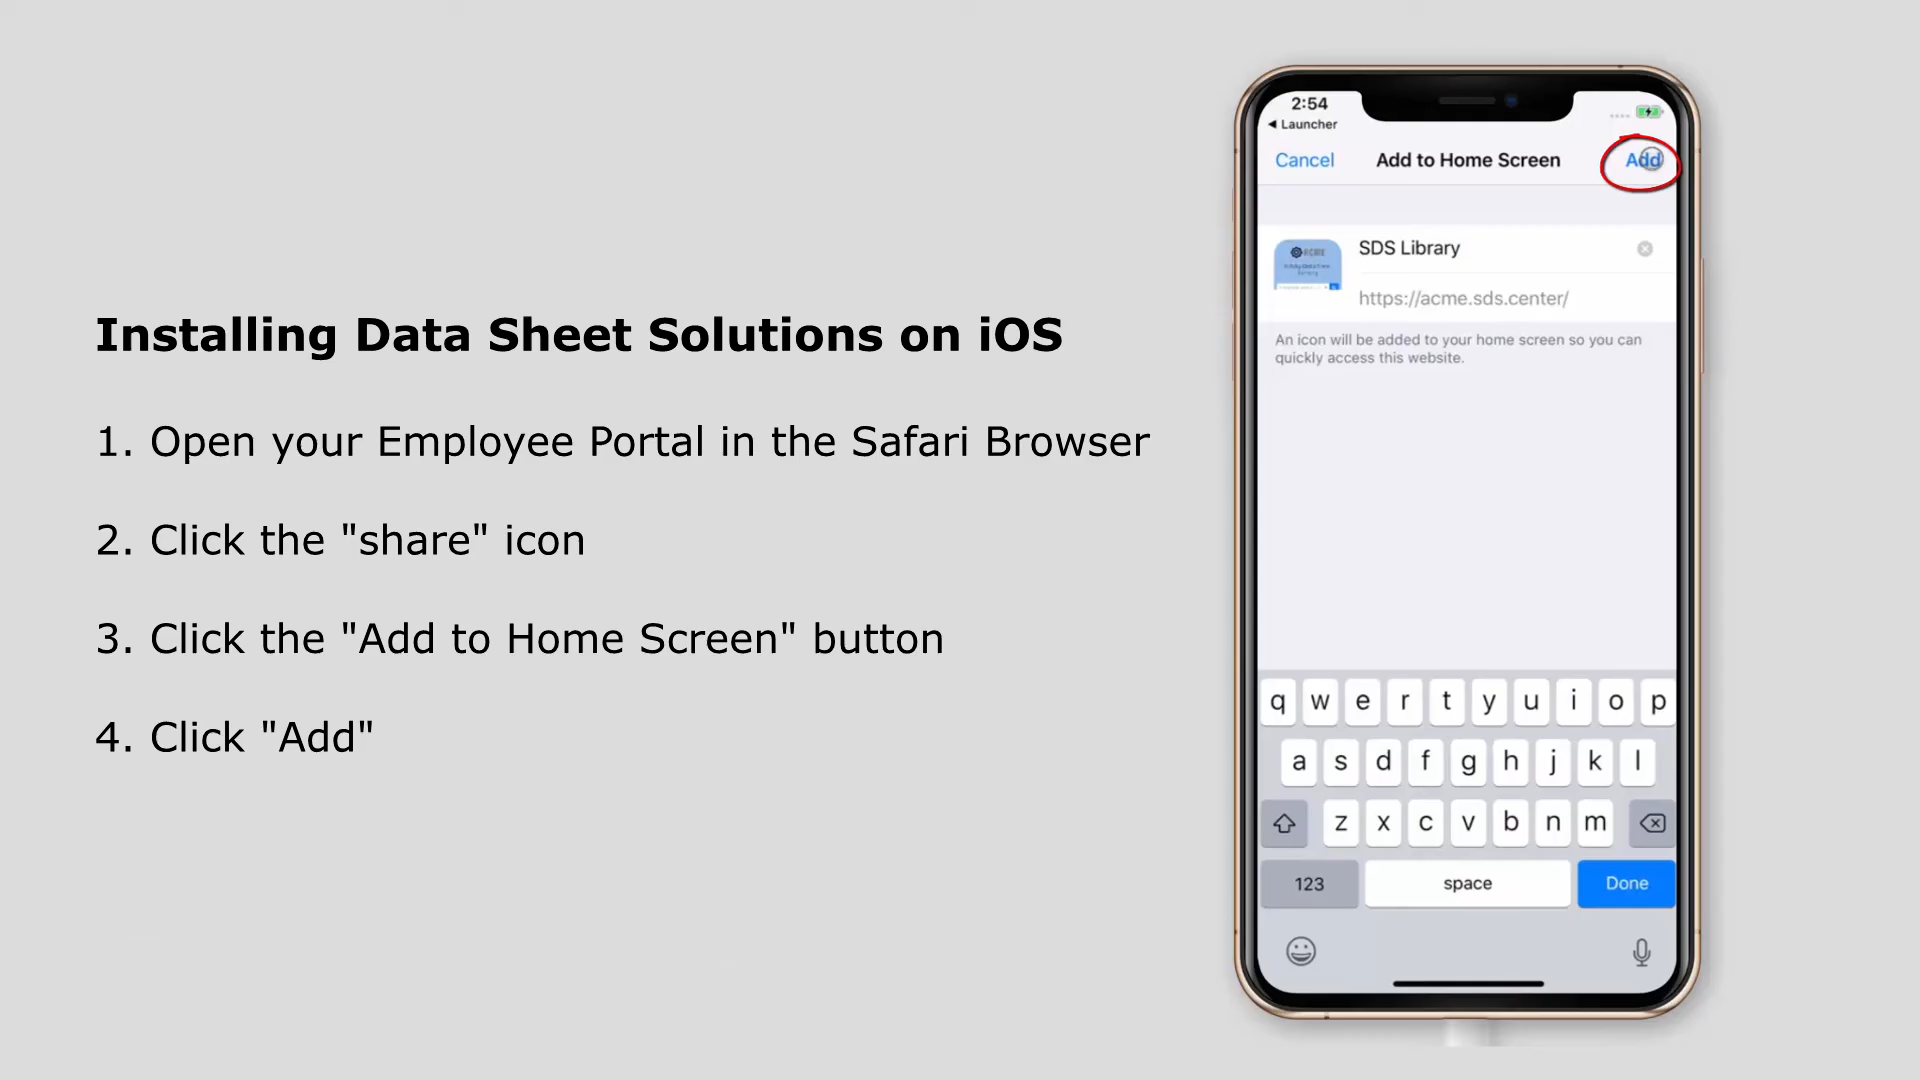 Installing Data Sheet Solutions on iOS
1. Open your Employee Portal in the Safari Browser
2. Click the "share" icon
3. Click the "Add to Home Screen" button
4. Click "Add"
2:54
◀ Launcher
Cancel
Add to Home Screen
Add
ACME
SDS Library
https://acme.sds.center/
An icon will be added to your home screen so you can
quickly access this website.
q w e r t y u i o p
a s d f g h j k l
z x c v b n m
123
space
Done